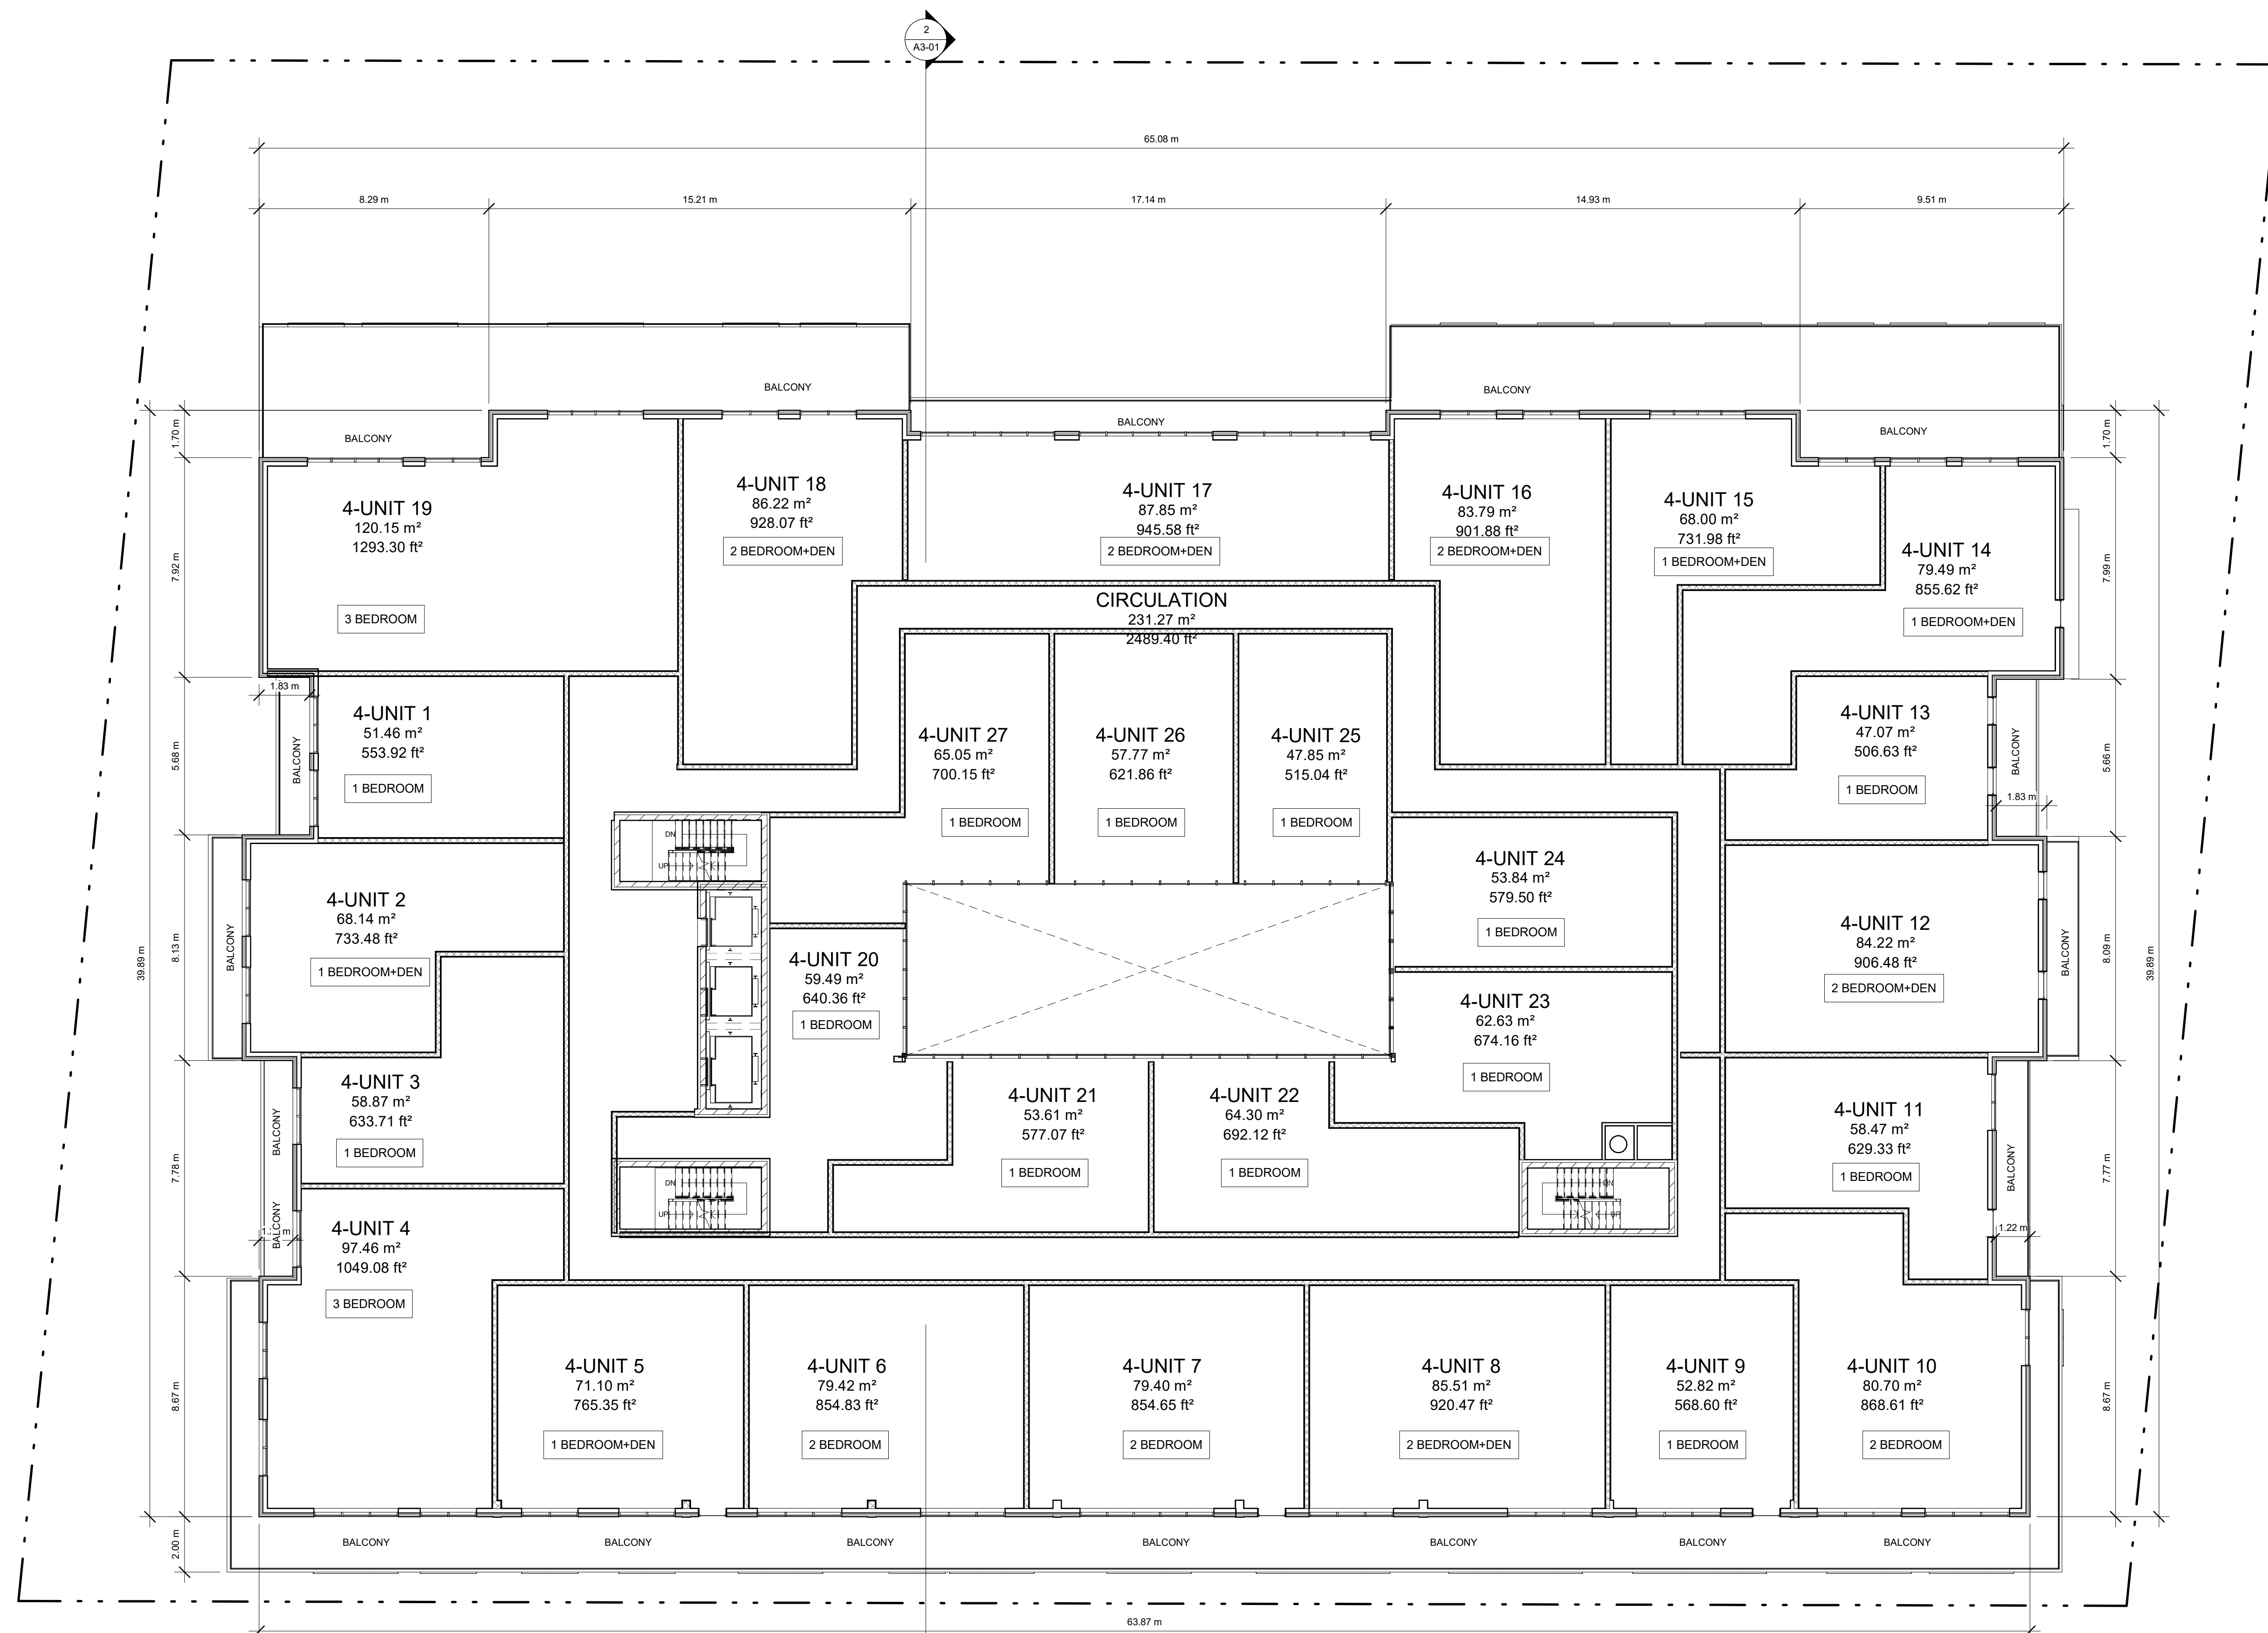 2
A3-01
65.08 m
8.29 m
15.21 m
17.14 m
14.93 m
9.51 m
BALCONY
BALCONY
BALCONY
BALCONY
BALCONY
1.70 m
7.92 m
5.68 m
8.13 m
7.78 m
8.67 m
2.00 m
39.89 m
1.70 m
7.99 m
5.66 m
8.09 m
7.77 m
8.67 m
39.89 m
4-UNIT 19
120.15 m²
1293.30 ft²
3 BEDROOM
4-UNIT 18
86.22 m²
928.07 ft²
2 BEDROOM+DEN
4-UNIT 17
87.85 m²
945.58 ft²
2 BEDROOM+DEN
4-UNIT 16
83.79 m²
901.88 ft²
2 BEDROOM+DEN
4-UNIT 15
68.00 m²
731.98 ft²
1 BEDROOM+DEN
4-UNIT 14
79.49 m²
855.62 ft²
1 BEDROOM+DEN
CIRCULATION
231.27 m²
2489.40 ft²
1.83 m
4-UNIT 1
51.46 m²
553.92 ft²
1 BEDROOM
BALCONY
4-UNIT 27
65.05 m²
700.15 ft²
1 BEDROOM
4-UNIT 26
57.77 m²
621.86 ft²
1 BEDROOM
4-UNIT 25
47.85 m²
515.04 ft²
1 BEDROOM
4-UNIT 13
47.07 m²
506.63 ft²
1 BEDROOM
BALCONY
1.83 m
DN
UP
4-UNIT 2
68.14 m²
733.48 ft²
1 BEDROOM+DEN
BALCONY
4-UNIT 24
53.84 m²
579.50 ft²
1 BEDROOM
4-UNIT 12
84.22 m²
906.48 ft²
2 BEDROOM+DEN
BALCONY
4-UNIT 20
59.49 m²
640.36 ft²
1 BEDROOM
4-UNIT 23
62.63 m²
674.16 ft²
1 BEDROOM
4-UNIT 3
58.87 m²
633.71 ft²
1 BEDROOM
BALCONY
4-UNIT 21
53.61 m²
577.07 ft²
1 BEDROOM
4-UNIT 22
64.30 m²
692.12 ft²
1 BEDROOM
4-UNIT 11
58.47 m²
629.33 ft²
1 BEDROOM
BALCONY
DN
UP
DN
UP
1.22 m
BALCONY
4-UNIT 4
97.46 m²
1049.08 ft²
3 BEDROOM
4-UNIT 5
71.10 m²
765.35 ft²
1 BEDROOM+DEN
4-UNIT 6
79.42 m²
854.83 ft²
2 BEDROOM
4-UNIT 7
79.40 m²
854.65 ft²
2 BEDROOM
4-UNIT 8
85.51 m²
920.47 ft²
2 BEDROOM+DEN
4-UNIT 9
52.82 m²
568.60 ft²
1 BEDROOM
4-UNIT 10
80.70 m²
868.61 ft²
2 BEDROOM
BALCONY
BALCONY
BALCONY
BALCONY
BALCONY
BALCONY
BALCONY
63.87 m